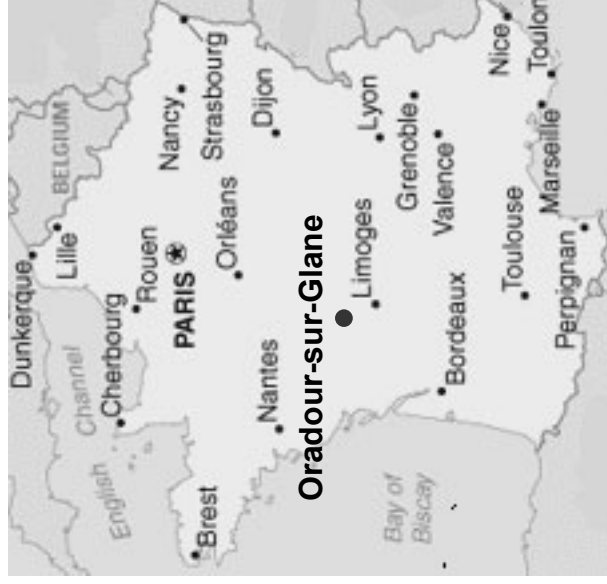 Dunkerque
BELGIUM
Lille
English
Channel
Cherbourg
Rouen
PARIS
Nancy
Strasbourg
Brest
Orléans
Nantes
Dijon
Oradour-sur-Glane
Limoges
Lyon
Grenoble
Bay of
Biscay
Valence
Bordeaux
Toulouse
Nice
Toulon
Marseille
Perpignan